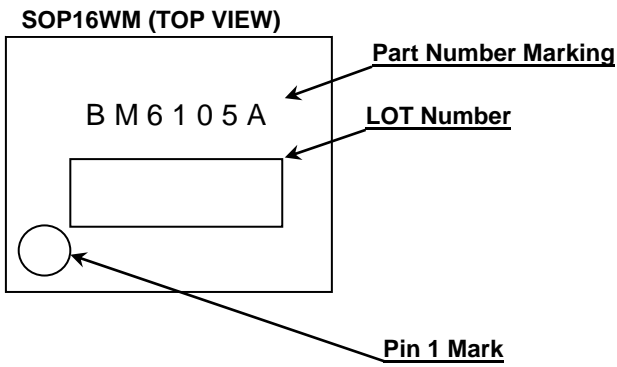 SOP16WM (TOP VIEW)
Part Number Marking
BM6105A
LOT Number
Pin 1 Mark